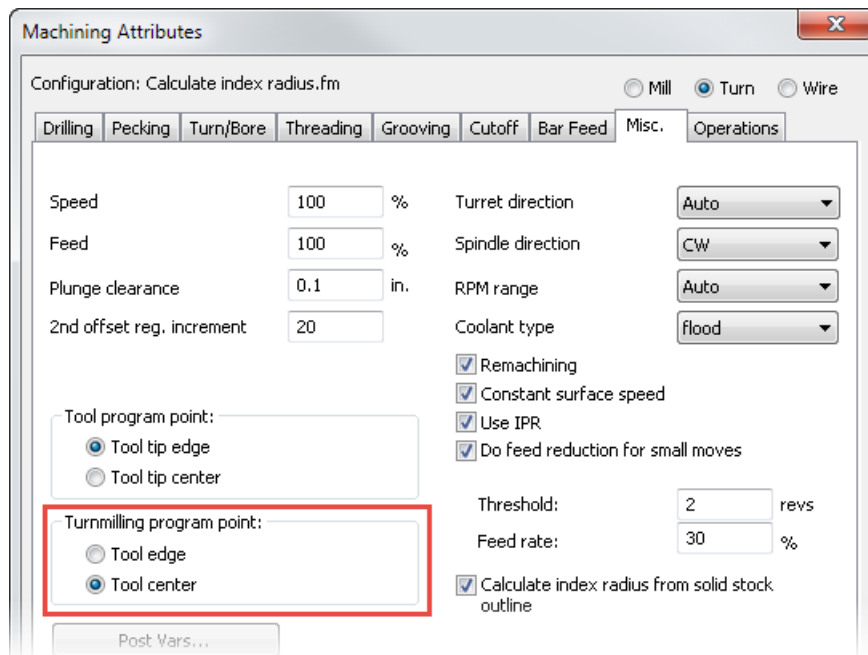 Machining Attributes
Configuration: Calculate index radius.fm
Mill Turn Wire
Drilling Pecking Turn/Bore Threading Grooving Cutoff Bar Feed Misc. Operations
Speed 100 %
Feed 100 %
Plunge clearance 0.1 in.
2nd offset reg. increment 20
Tool program point:
Tool tip edge
Tool tip center
Turnmilling program point:
Tool edge
Tool center
Post Vars...
Turret direction Auto
Spindle direction CW
RPM range Auto
Coolant type flood
Remachining
Constant surface speed
Use IPR
Do feed reduction for small moves
Threshold: 2 revs
Feed rate: 30 %
Calculate index radius from solid stock
outline